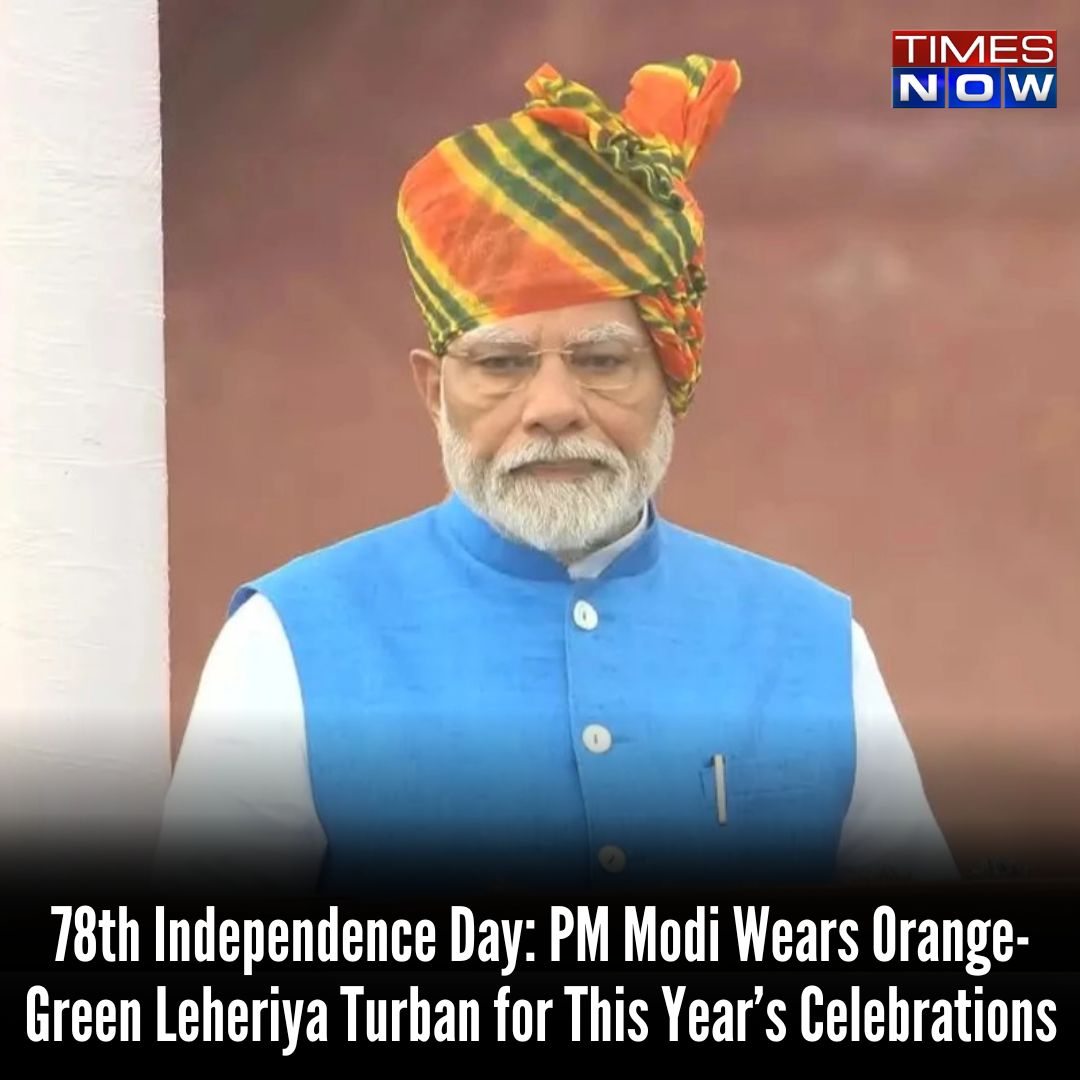 TIMES
NOW
78th Independence Day: PM Modi Wears Orange-
Green Leheriya Turban for This Year’s Celebrations